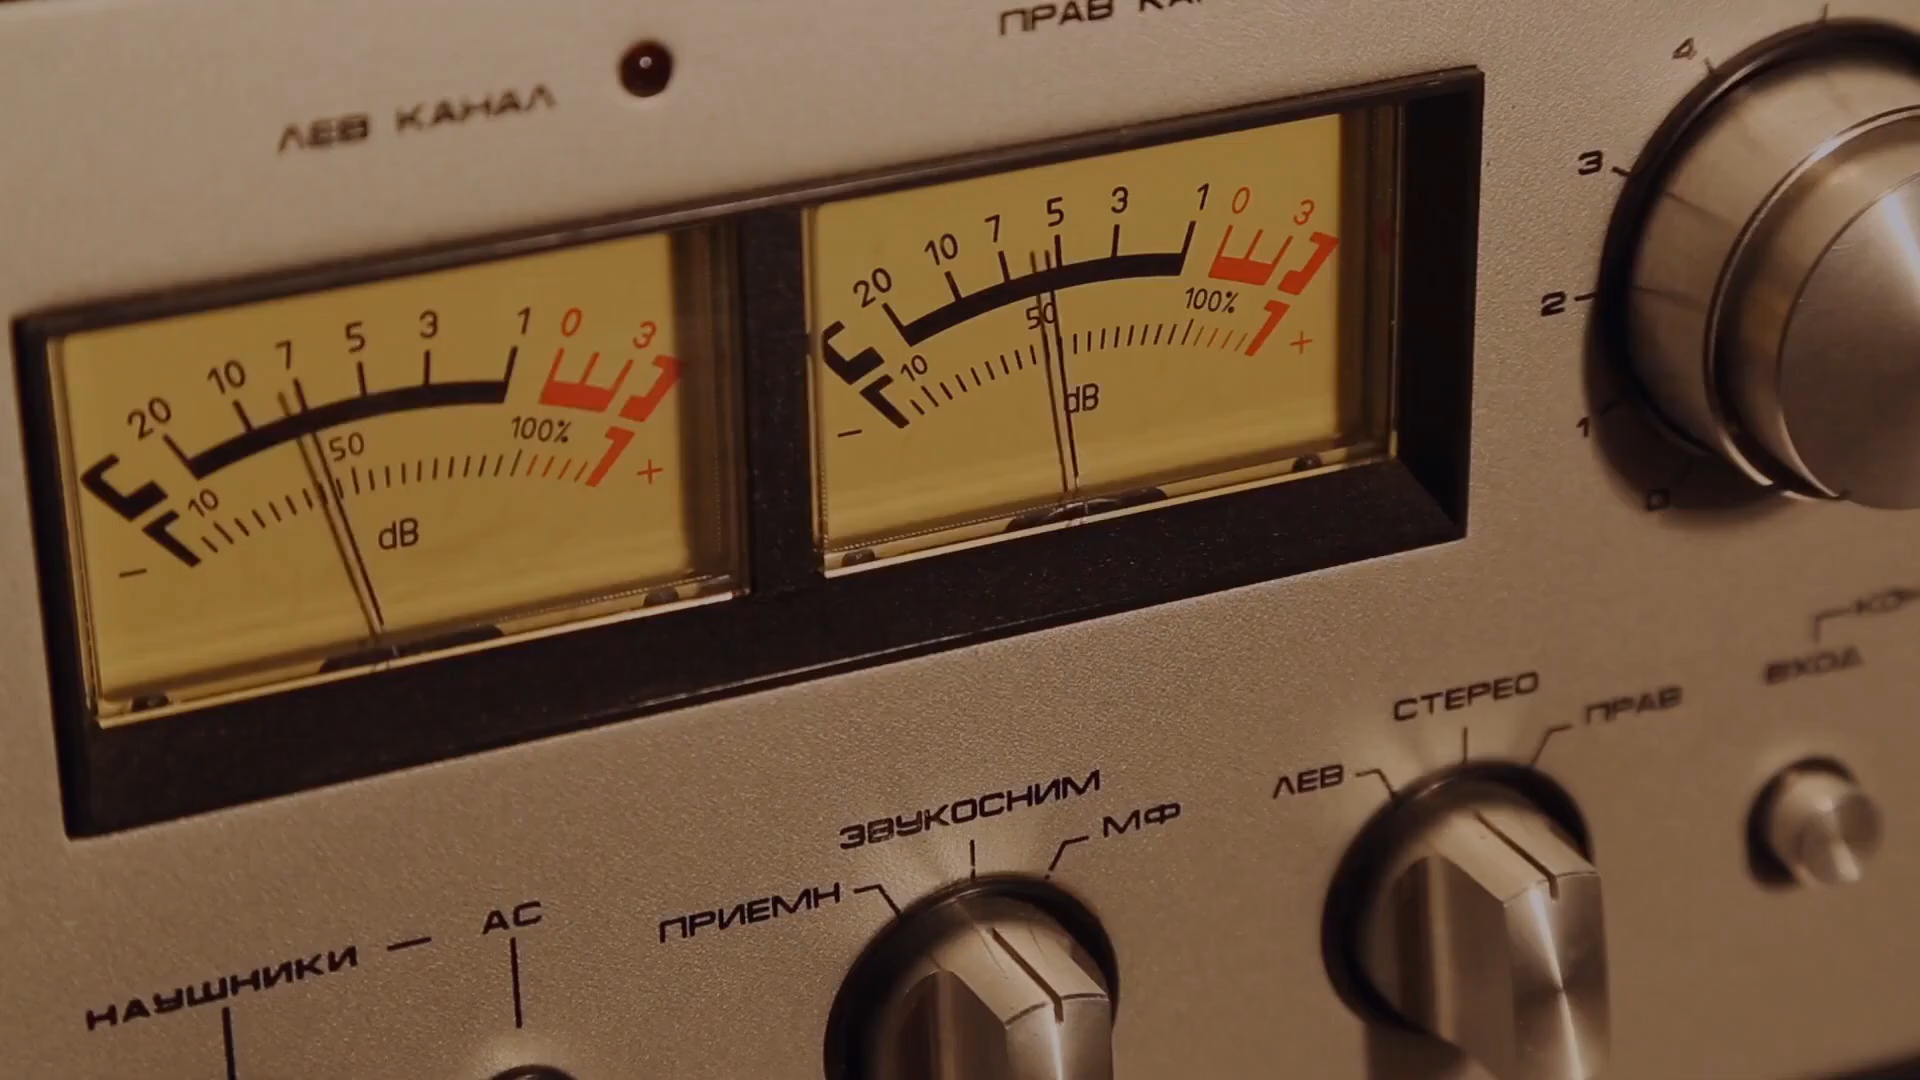 ПРАВ
ЛЕВ КАНАЛ
20 10 7 5 3 1 0 3
10 50 100%
− +
dB
20 10 7 5 3 1 0 3
10 50 100%
− +
dB
4
3
2
1
0
ВХОД
СТЕРЕО
ЛЕВ ПРАВ
ЗВУКОСНИМ
ПРИЕМН МФ
НАУШНИКИ — АС